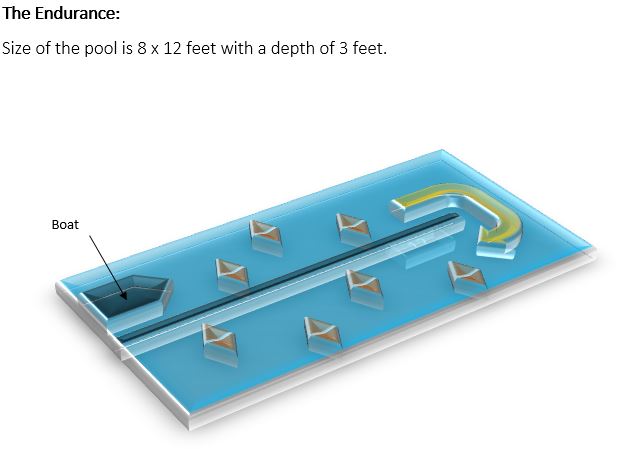 The Endurance:
Size of the pool is 8 x 12 feet with a depth of 3 feet.
Boat